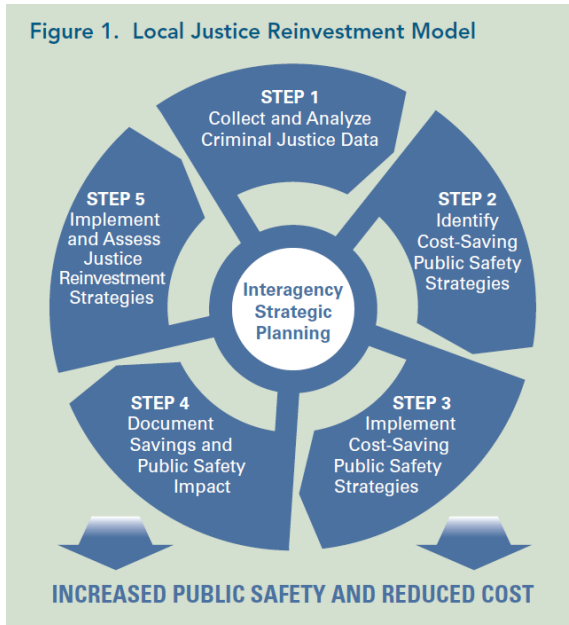 Figure 1. Local Justice Reinvestment Model
STEP 1
Collect and Analyze
Criminal Justice Data
STEP 2
Identify
Cost-Saving
Public Safety
Strategies
STEP 3
Implement
Cost-Saving
Public Safety
Strategies
STEP 4
Document
Savings and
Public Safety
Impact
STEP 5
Implement
and Assess
Justice
Reinvestment
Strategies
Interagency
Strategic
Planning
INCREASED PUBLIC SAFETY AND REDUCED COST